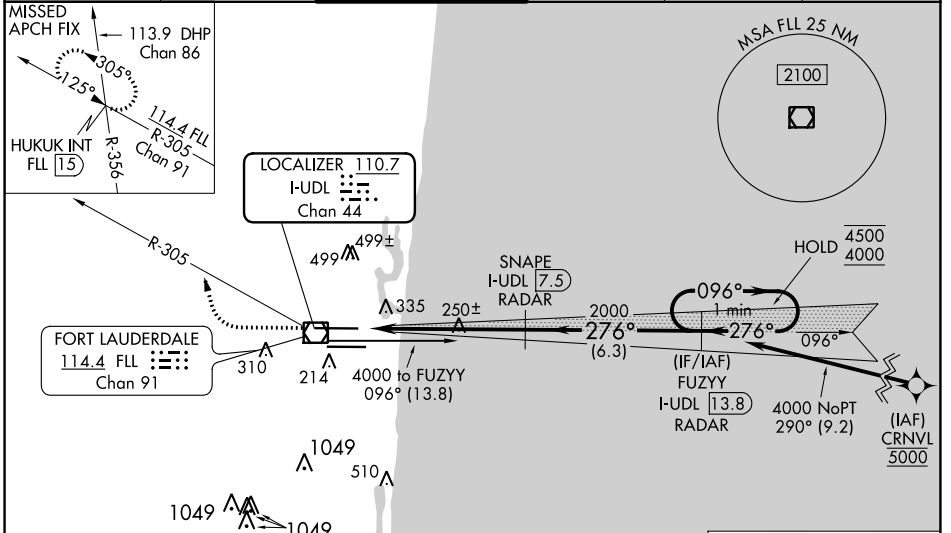 MISSED
APCH FIX
113.9 DHP
Chan 86
305°
125°
114.4 FLL
R-305
Chan 91
HUKUK INT
FLL 15
R-356
MSA FLL 25 NM
2100
LOCALIZER 110.7
I-UDL
Chan 44
R-305
499
499±
335
250±
SNAPE
I-UDL 7.5
RADAR
HOLD
4500
4000
096°
1 min
2000
276°
276°
(6.3)
096°
FORT LAUDERDALE
114.4 FLL
Chan 91
310
214
4000 to FUZYY
096° (13.8)
(IF/IAF)
FUZYY
I-UDL 13.8
RADAR
4000 NoPT
290° (9.2)
(IAF)
CRNVL
5000
1049
510
1049
1049